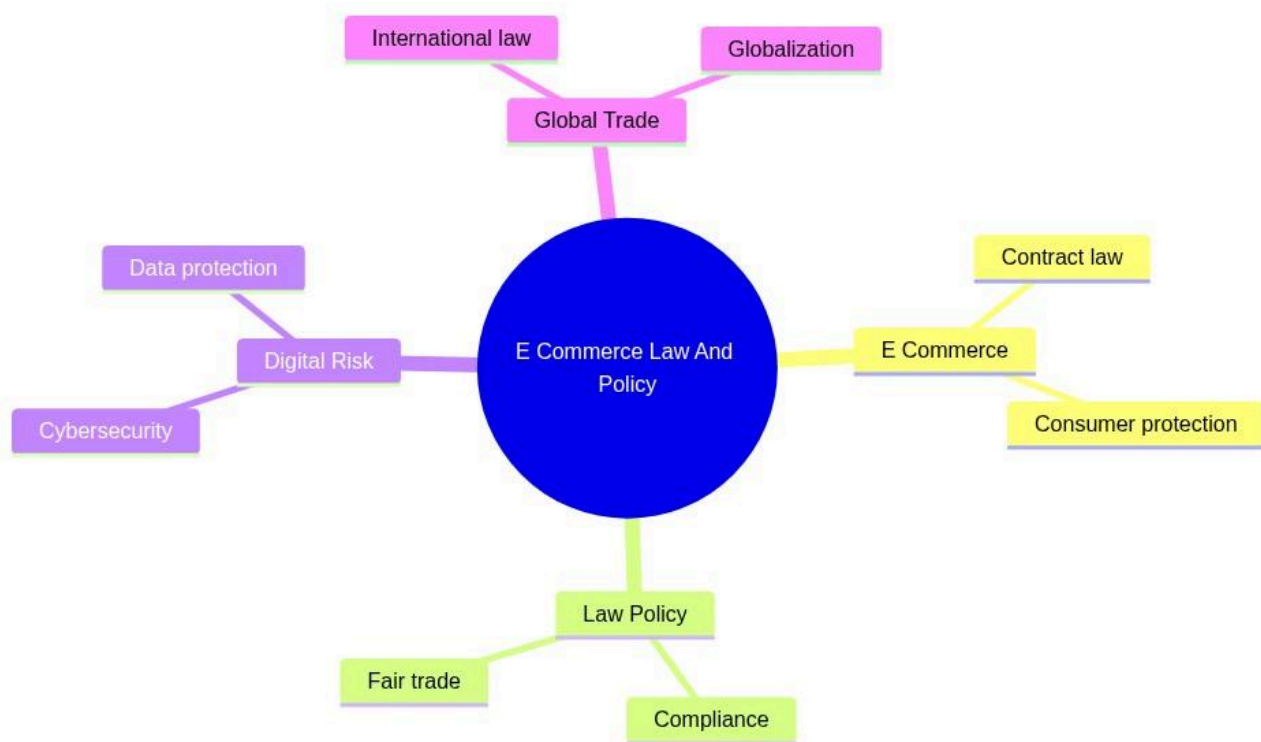 International law
Globalization
Global Trade
Data protection
Contract law
Digital Risk
E Commerce Law And
Policy
E Commerce
Cybersecurity
Consumer protection
Law Policy
Fair trade
Compliance